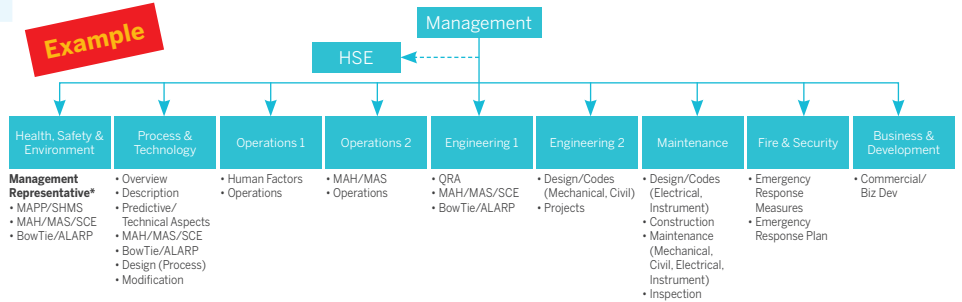 Example
Management
HSE
Health, Safety &
Environment
Process &
Technology
Operations 1
Operations 2
Engineering 1
Engineering 2
Maintenance
Fire & Security
Business &
Development
Management
Representative*
• MAPP/SHMS
• MAH/MAS/SCE
• BowTie/ALARP
• Overview
• Description
• Predictive/
Technical Aspects
• MAH/MAS/SCE
• BowTie/ALARP
• Design (Process)
• Modification
• Human Factors
• Operations
• MAH/MAS
• Operations
• QRA
• MAH/MAS/SCE
• BowTie/ALARP
• Design/Codes
(Mechanical, Civil)
• Projects
• Design/Codes
(Electrical,
Instrument)
• Construction
• Maintenance
(Mechanical,
Civil, Electrical,
Instrument)
• Inspection
• Emergency
Response
Measures
• Emergency
Response Plan
• Commercial/
Biz Dev